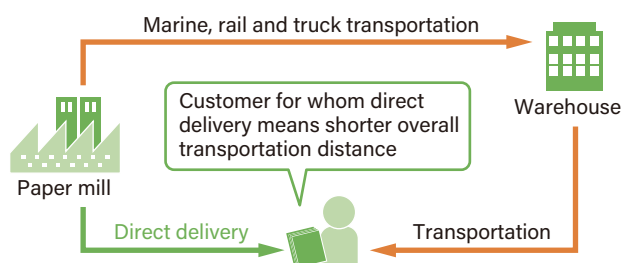 Marine, rail and truck transportation
Customer for whom direct
delivery means shorter overall
transportation distance
Warehouse
Paper mill
Direct delivery
Transportation